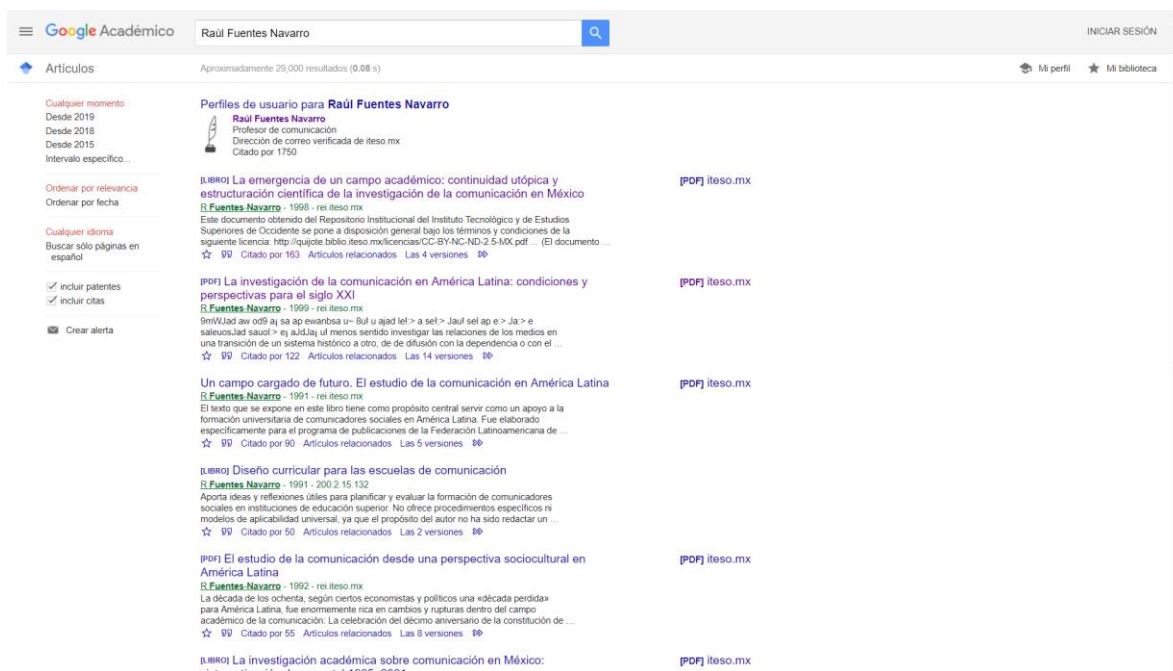 Google Académico
Raúl Fuentes Navarro
INICIAR SESIÓN
Artículos
Aproximadamente 29,000 resultados (0.08 s)
Mi perfil
Mi biblioteca
Cualquier momento
Desde 2019
Desde 2018
Desde 2015
Intervalo específico...
Ordenar por relevancia
Ordenar por fecha
Cualquier idioma
Buscar sólo páginas en
español
incluir patentes
incluir citas
Crear alerta
Perfiles de usuario para Raúl Fuentes Navarro
Raúl Fuentes Navarro
Profesor de comunicación
Dirección de correo verificada de iteso.mx
Citado por 1750
[LIBRO] La emergencia de un campo académico: continuidad utópica y
estructuración científica de la investigación de la comunicación en México
R Fuentes-Navarro - 1998 - rei.iteso.mx
Este documento obtenido del Repositorio Institucional del Instituto Tecnológico y de Estudios
Superiores de Occidente se pone a disposición general bajo los términos y condiciones de la
siguiente licencia: http://quijote.biblio.iteso.mx/licencias/CC-BY-NC-ND-2.5-MX.pdf ... (El documento ...
Citado por 163 Artículos relacionados Las 4 versiones
[PDF] iteso.mx
[PDF] La investigación de la comunicación en América Latina: condiciones y
perspectivas para el siglo XXI
R Fuentes-Navarro - 1999 - rei.iteso.mx
9mWJad aw od9 aj sa ap ewanbsa u~ 8uf u ajad lel:> a sel:> Jauf sel ap e:> Ja:> e
saleuosJad sauol:> ej aJdJaj uf menos sentido investigar las relaciones de los medios en
una transición de un sistema histórico a otro, de de difusión con la dependencia o con el ...
Citado por 122 Artículos relacionados Las 14 versiones
[PDF] iteso.mx
Un campo cargado de futuro. El estudio de la comunicación en América Latina
R Fuentes-Navarro - 1991 - rei.iteso.mx
El texto que se expone en este libro tiene como propósito central servir como un apoyo a la
formación universitaria de comunicadores sociales en América Latina. Fue elaborado
específicamente para el programa de publicaciones de la Federación Latinoamericana de ...
Citado por 90 Artículos relacionados Las 5 versiones
[PDF] iteso.mx
[LIBRO] Diseño curricular para las escuelas de comunicación
R Fuentes Navarro - 1991 - 200.2.15.132
Aporta ideas y reflexiones útiles para planificar y evaluar la formación de comunicadores
sociales en instituciones de educación superior. No ofrece procedimientos específicos ni
modelos de aplicabilidad universal, ya que el propósito del autor no ha sido redactar un ...
Citado por 50 Artículos relacionados Las 2 versiones
[PDF] El estudio de la comunicación desde una perspectiva sociocultural en
América Latina
R Fuentes-Navarro - 1992 - rei.iteso.mx
La década de los ochenta, según ciertos economistas y políticos una «década perdida»
para América Latina, fue enormemente rica en cambios y rupturas dentro del campo
académico de la comunicación: La celebración del décimo aniversario de la constitución de ...
Citado por 55 Artículos relacionados Las 8 versiones
[PDF] iteso.mx
[LIBRO] La investigación académica sobre comunicación en México:
[PDF] iteso.mx